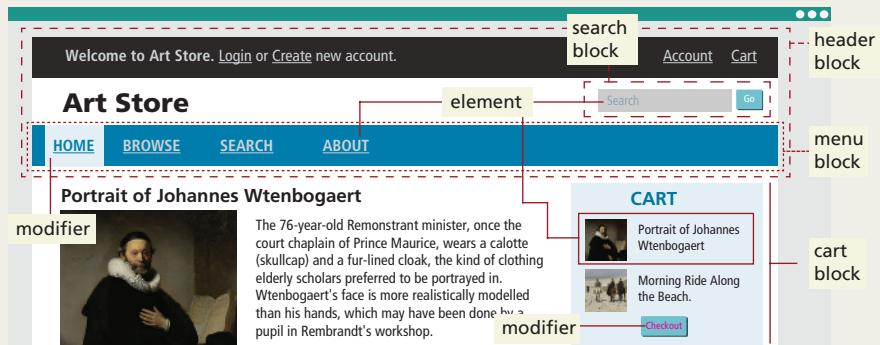 search
block
header
block
Welcome to Art Store. Login or Create new account.
Account Cart
Art Store
element
Search
Go
HOME BROWSE SEARCH ABOUT
menu
block
Portrait of Johannes Wtenbogaert
CART
modifier
The 76-year-old Remonstrant minister, once the
court chaplain of Prince Maurice, wears a calotte
(skullcap) and a fur-lined cloak, the kind of clothing
elderly scholars preferred to be portrayed in.
Wtenbogaert's face is more realistically modelled
than his hands, which may have been done by a
pupil in Rembrandt's workshop.
Portrait of Johannes
Wtenbogaert
cart
block
Morning Ride Along
the Beach.
modifier
Checkout